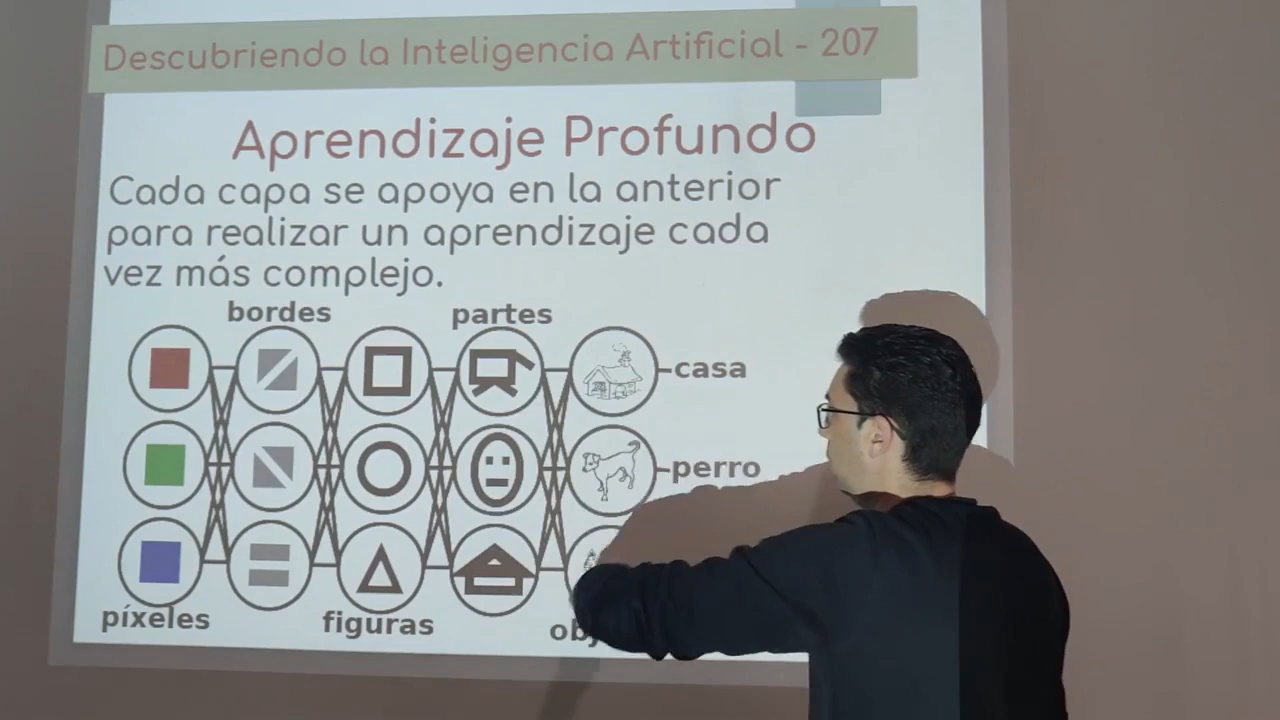 Descubriendo la Inteligencia Artificial - 207
Aprendizaje Profundo
Cada capa se apoya en la anterior
para realizar un aprendizaje cada
vez más complejo.
bordes
partes
casa
perro
píxeles
figuras